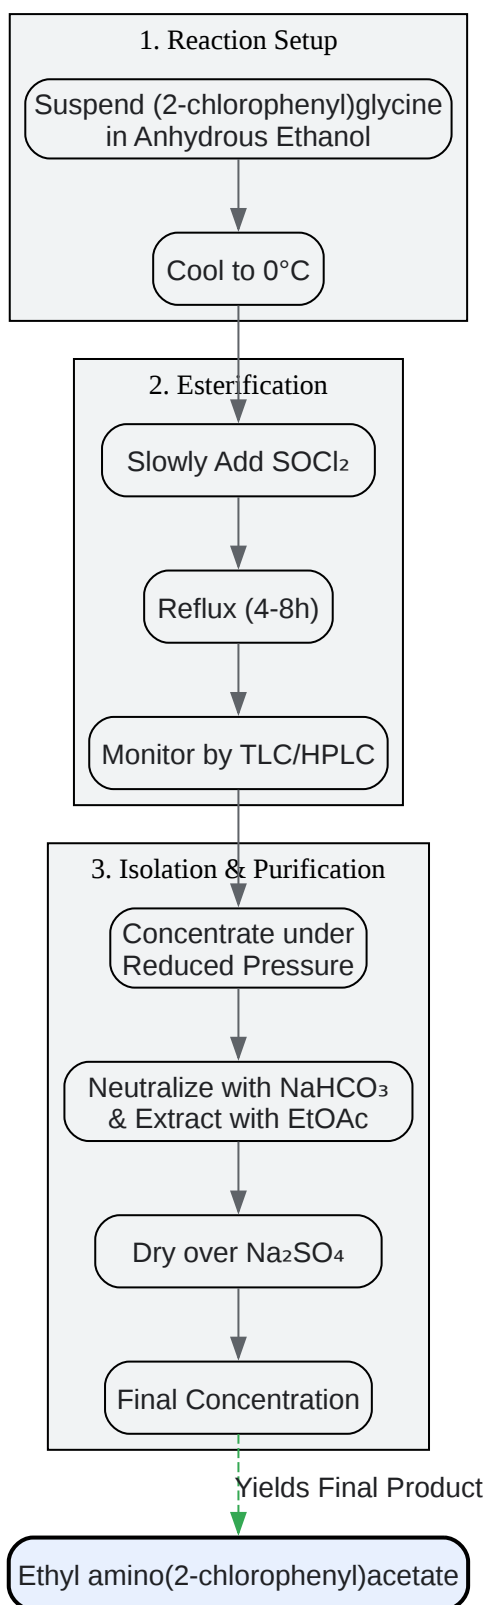 1. Reaction Setup
Suspend (2-chlorophenyl)glycine
in Anhydrous Ethanol
Cool to 0°C
2. Esterification
Slowly Add SOCl₂
Reflux (4-8h)
Monitor by TLC/HPLC
3. Isolation & Purification
Concentrate under
Reduced Pressure
Neutralize with NaHCO₃
& Extract with EtOAc
Dry over Na₂SO₄
Final Concentration
Yields Final Product
Ethyl amino(2-chlorophenyl)acetate